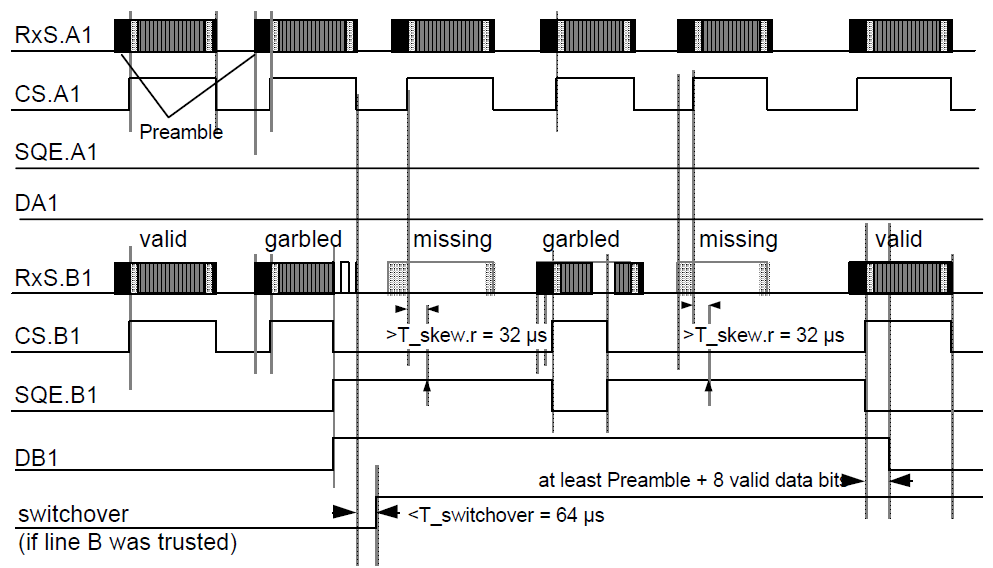 RxS.A1
CS.A1
Preamble
SQE.A1
DA1
valid garbled missing garbled missing valid
RxS.B1
CS.B1
>T_skew.r = 32 µs >T_skew.r = 32 µs
SQE.B1
DB1
at least Preamble + 8 valid data bits
switchover <T_switchover = 64 µs
(if line B was trusted)